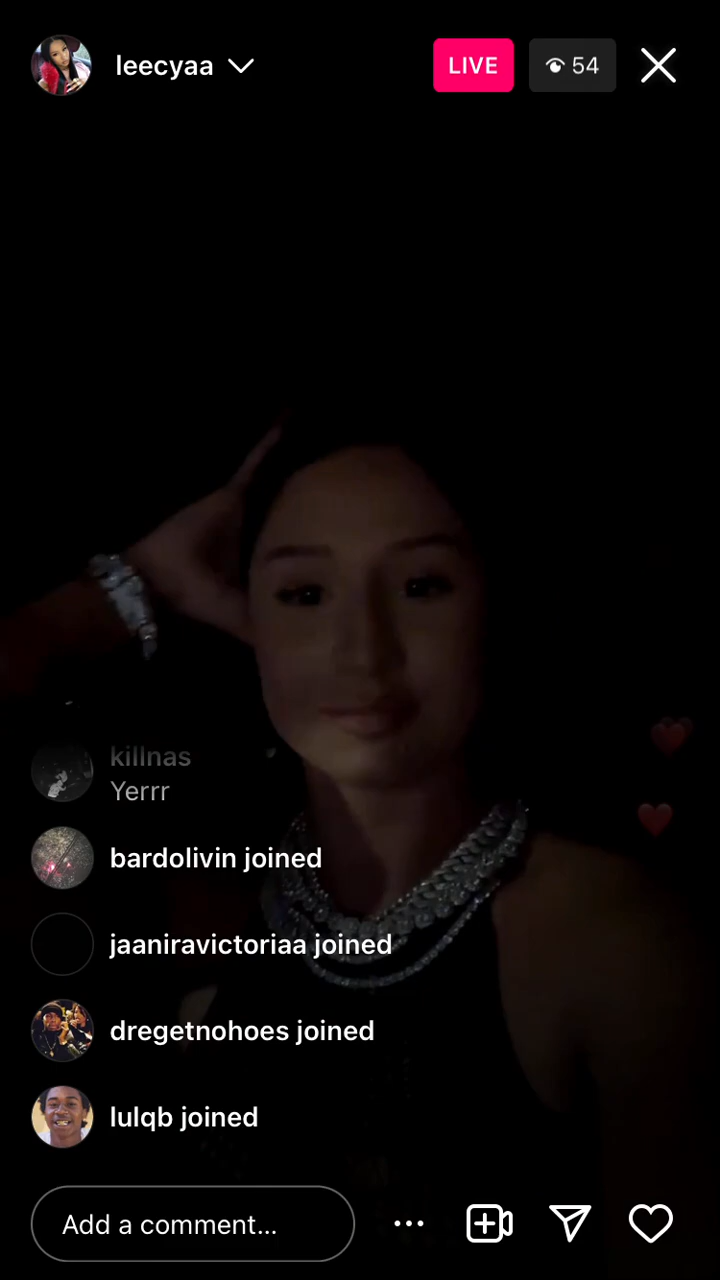 leecyaa
LIVE
54
killnas
Yerrr
bardolivin joined
jaaniravictoriaa joined
dregetnohoes joined
lulqb joined
Add a comment...